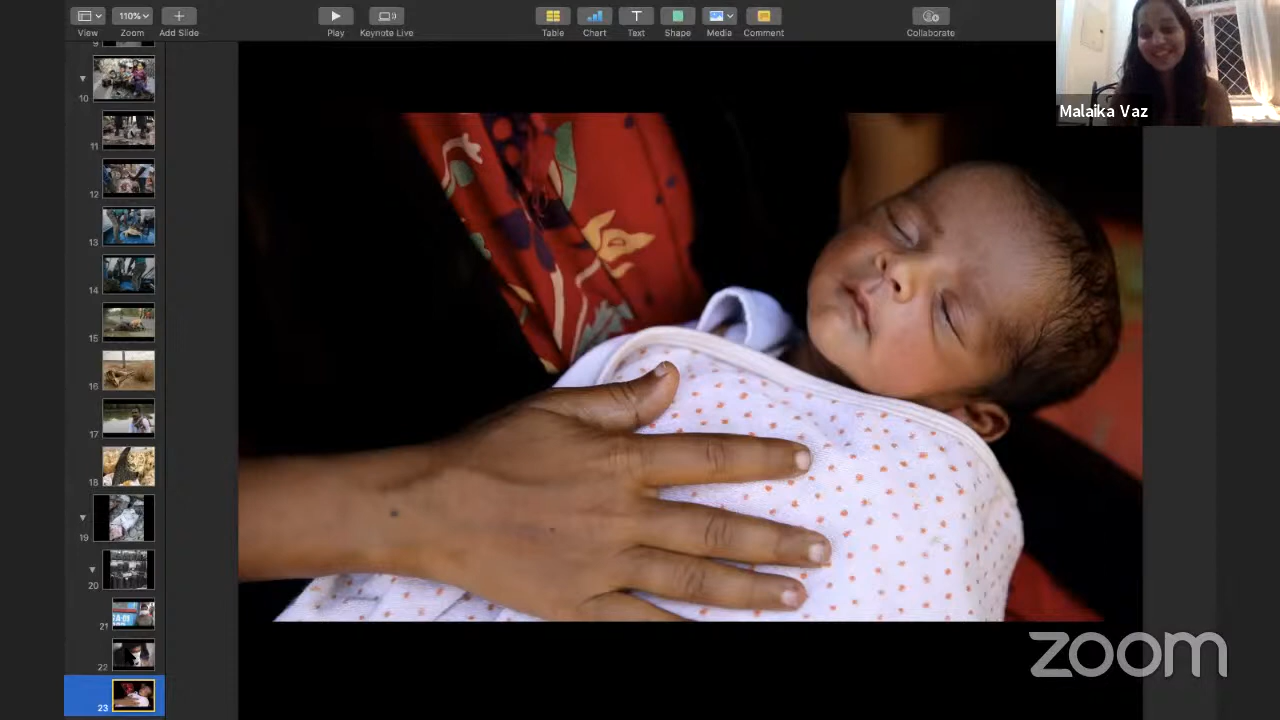 110%
View
Zoom
Add Slide
Play
Keynote Live
Table
Chart
Text
Shape
Media
Comment
Collaborate
Malaika Vaz
9
10
11
12
13
14
15
16
17
18
19
20
21
22
23
zoom